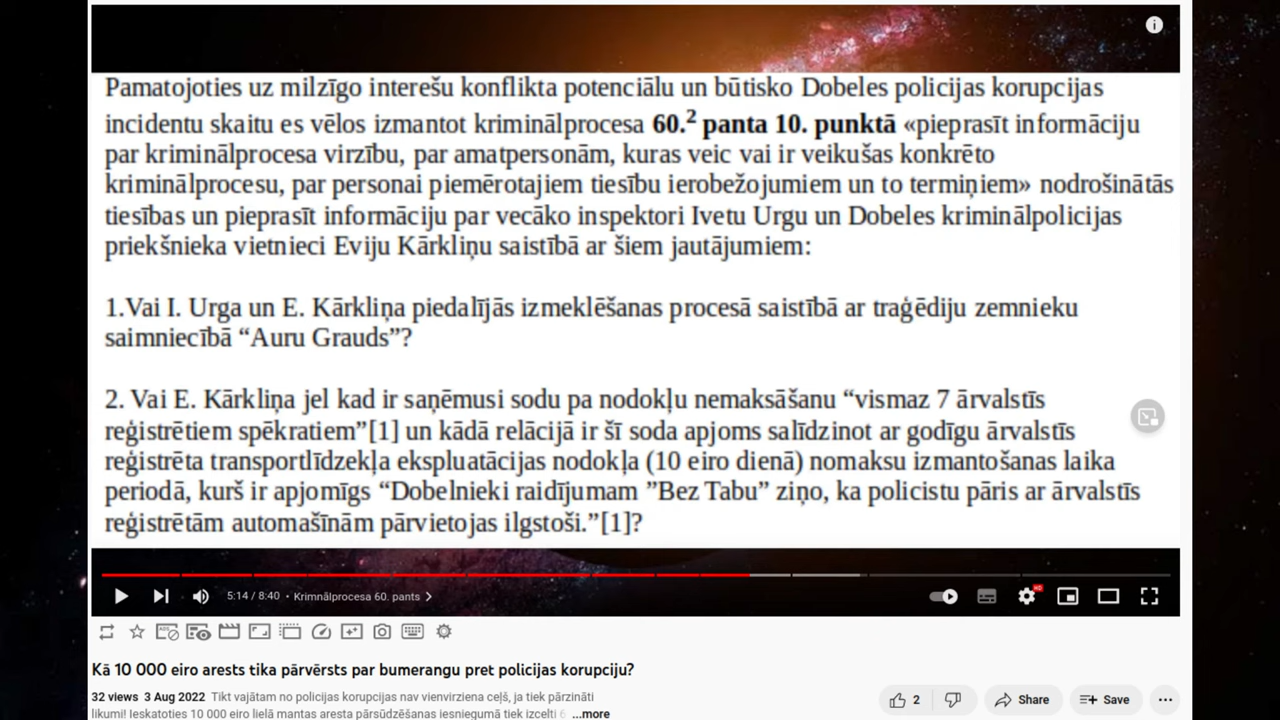 Pamatojoties uz milzīgo interešu konflikta potenciālu un būtisko Dobeles policijas korupcijas
incidentu skaitu es vēlos izmantot kriminālprocesa 60.² panta 10. punktā «pieprasīt informāciju
par kriminālprocesa virzību, par amatpersonām, kuras veic vai ir veikušas konkrēto
kriminālprocesu, par personai piemērotajiem tiesību ierobežojumiem un to termiņiem» nodrošinātās
tiesības un pieprasīt informāciju par vecāko inspektori Ivetu Urgu un Dobeles kriminālpolicijas
priekšnieka vietnieci Eviju Kārkliņu saistībā ar šiem jautājumiem:
1.Vai I. Urga un E. Kārkliņa piedalījās izmeklēšanas procesā saistībā ar traģēdiju zemnieku
saimniecībā “Auru Grauds”?
2. Vai E. Kārkliņa jel kad ir saņēmusi sodu pa nodokļu nemaksāšanu “vismaz 7 ārvalstīs
reģistrētiem spēkratiem”[1] un kādā relācijā ir šī soda apjoms salīdzinot ar godīgu ārvalstīs
reģistrēta transportlīdzekļa ekspluatācijas nodokļa (10 eiro dienā) nomaksu izmantošanas laika
periodā, kurš ir apjomīgs “Dobelnieki raidījumam ”Bez Tabu” ziņo, ka policistu pāris ar ārvalstīs
reģistrētām automašīnām pārvietojas ilgstoši.”[1]?
5:14 / 8:40 • Krimnālprocesa 60. pants
HD
Kā 10 000 eiro arests tika pārvērsts par bumerangu pret policijas korupciju?
32 views 3 Aug 2022 Tikt vajātam no policijas korupcijas nav vienvirziena ceļš, ja tiek pārzināti
likumi! Ieskatoties 10 000 eiro lielā mantas aresta pārsūdzēšanas iesniegumā tiek izcelti 6 ...more
2 Share Save